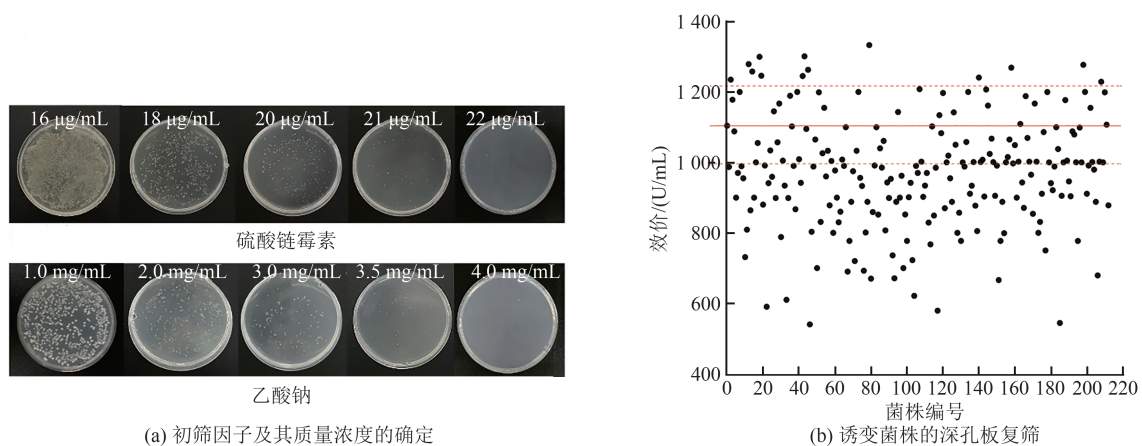 16 μg/mL 18 μg/mL 20 μg/mL 21 μg/mL 22 μg/mL
硫酸链霉素
1.0 mg/mL 2.0 mg/mL 3.0 mg/mL 3.5 mg/mL 4.0 mg/mL
乙酸钠
(a) 初筛因子及其质量浓度的确定
效价/(U/mL)
1 400
1 200
1 000
800
600
400
0 20 40 60 80 100 120 140 160 180 200 220
菌株编号
(b) 诱变菌株的深孔板复筛